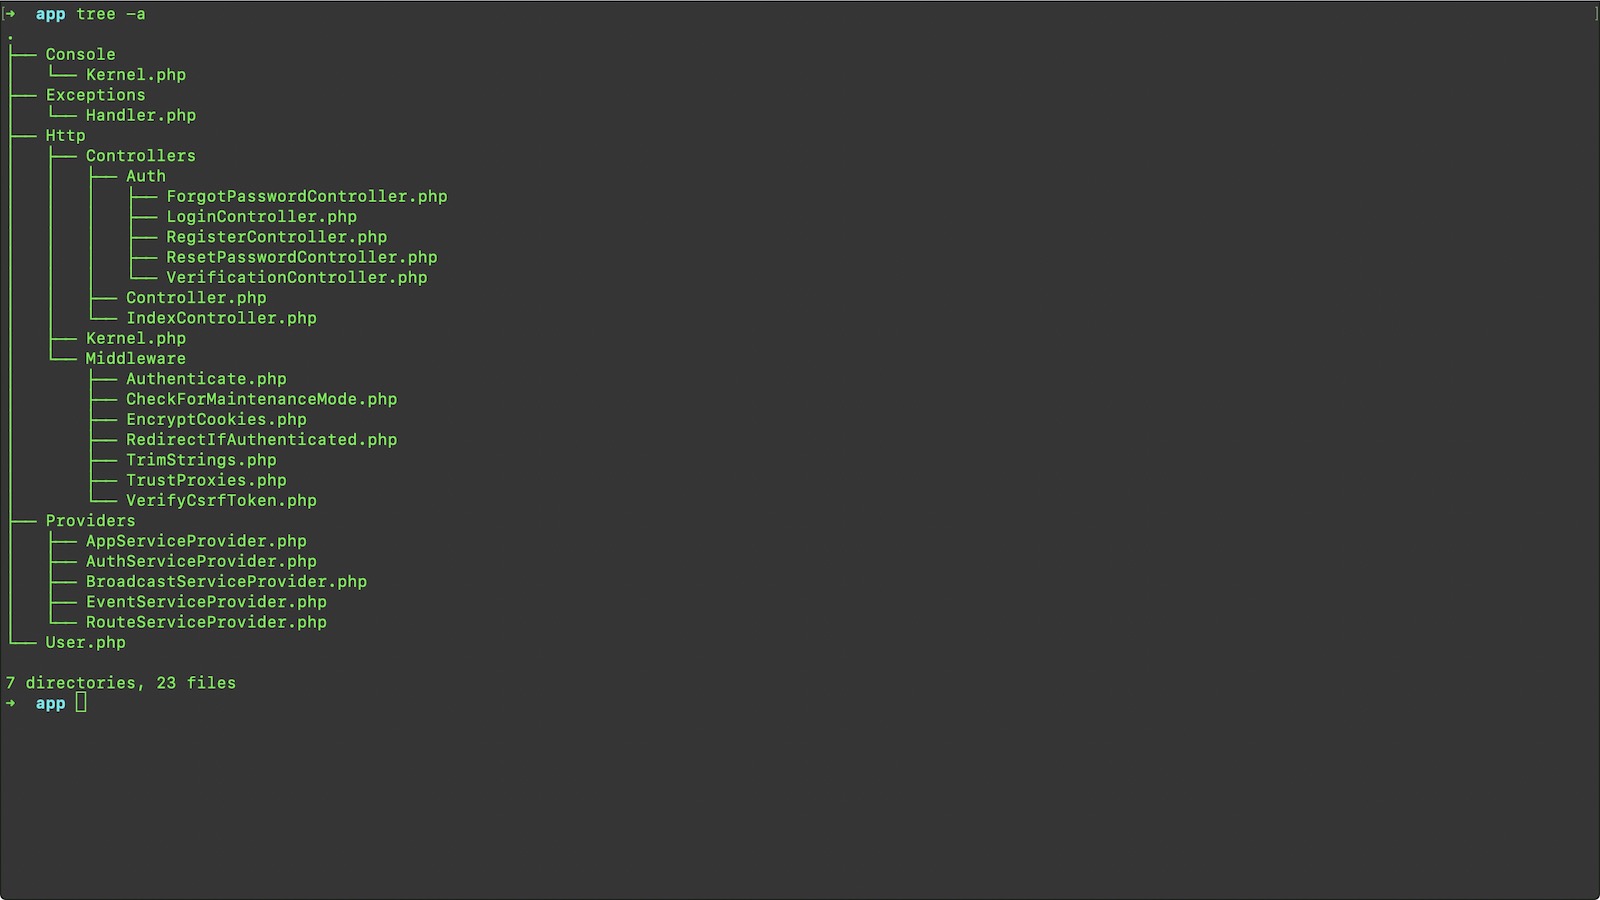 [➜  app tree -a ]
.
├── Console
│   └── Kernel.php
├── Exceptions
│   └── Handler.php
├── Http
│   ├── Controllers
│   │   ├── Auth
│   │   │   ├── ForgotPasswordController.php
│   │   │   ├── LoginController.php
│   │   │   ├── RegisterController.php
│   │   │   ├── ResetPasswordController.php
│   │   │   └── VerificationController.php
│   │   ├── Controller.php
│   │   └── IndexController.php
│   ├── Kernel.php
│   └── Middleware
│       ├── Authenticate.php
│       ├── CheckForMaintenanceMode.php
│       ├── EncryptCookies.php
│       ├── RedirectIfAuthenticated.php
│       ├── TrimStrings.php
│       ├── TrustProxies.php
│       └── VerifyCsrfToken.php
├── Providers
│   ├── AppServiceProvider.php
│   ├── AuthServiceProvider.php
│   ├── BroadcastServiceProvider.php
│   ├── EventServiceProvider.php
│   └── RouteServiceProvider.php
└── User.php
7 directories, 23 files
➜  app